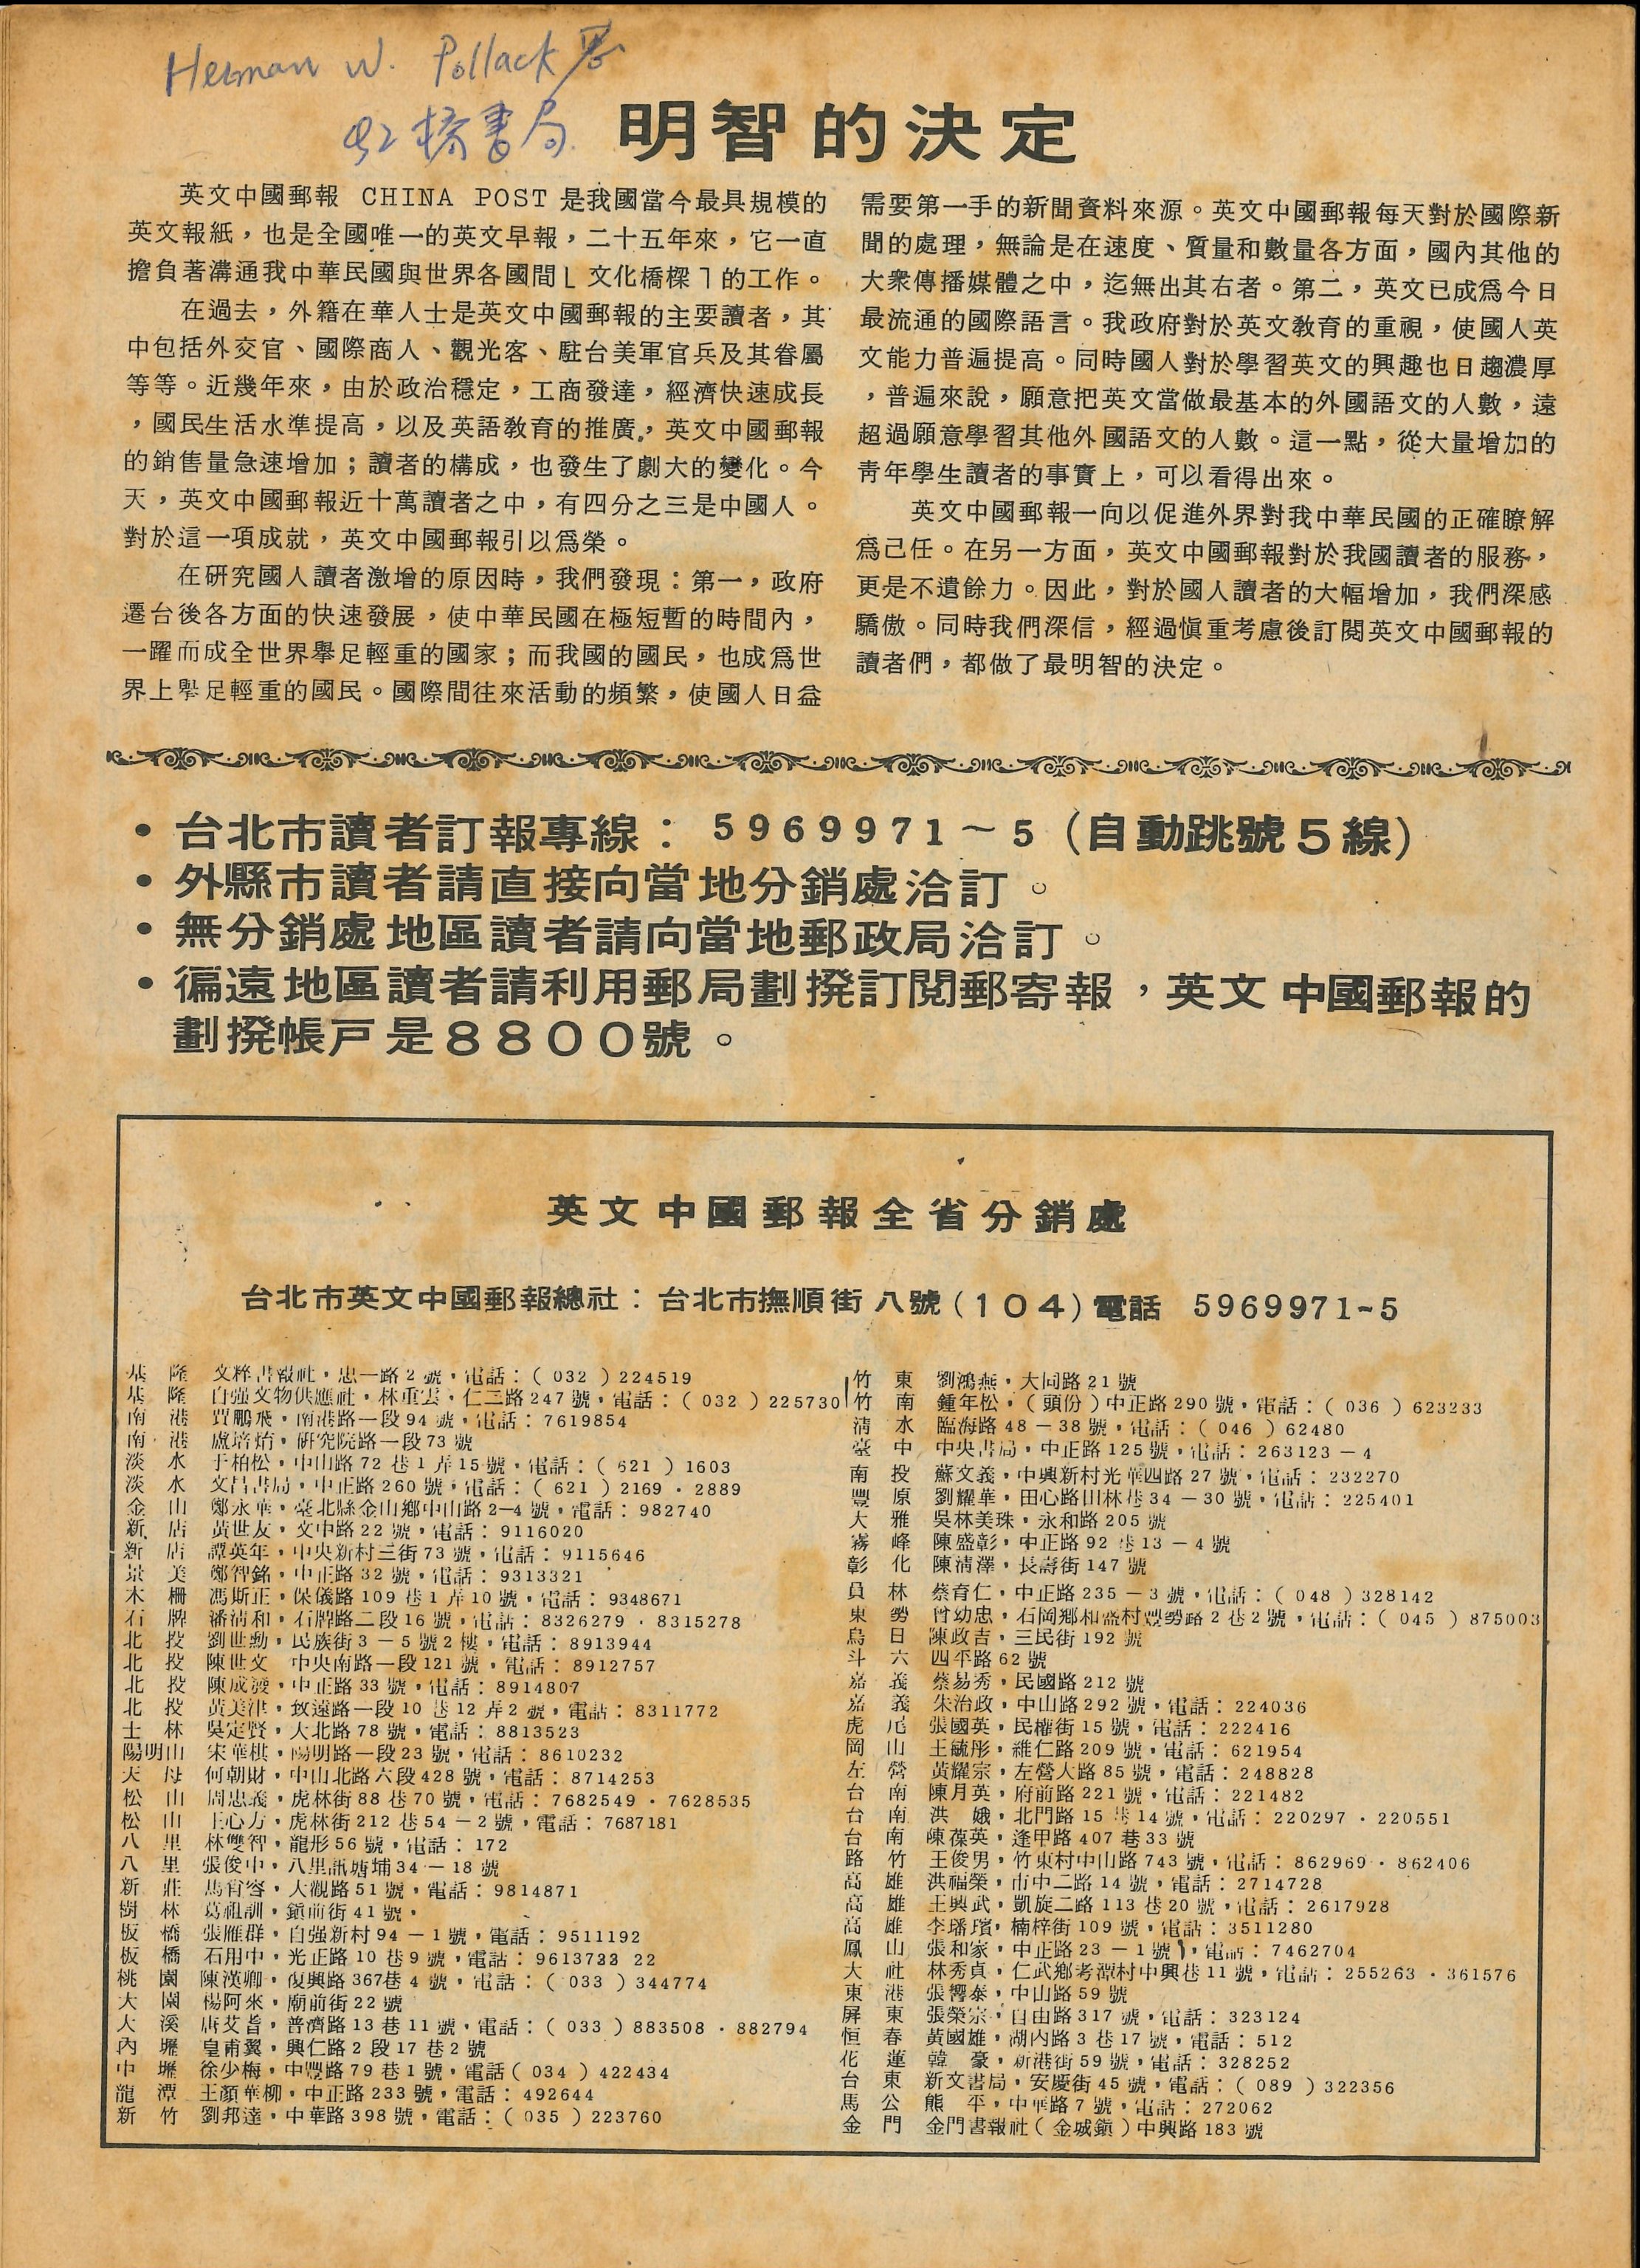 Herman W. Pollack
虹橋書局
明智的決定
英文中國郵報 CHINA POST 是我國當今最具規模的
英文報紙，也是全國唯一的英文早報，二十五年來，它一直
擔負著溝通我中華民國與世界各國間「文化橋樑」的工作。
在過去，外籍在華人士是英文中國郵報的主要讀者，其
中包括外交官、國際商人、觀光客、駐台美軍官兵及其眷屬
等等。近幾年來，由於政治穩定，工商發達，經濟快速成長
，國民生活水準提高，以及英語敎育的推廣，英文中國郵報
的銷售量急速增加；讀者的構成，也發生了劇大的變化。今
天，英文中國郵報近十萬讀者之中，有四分之三是中國人。
對於這一項成就，英文中國郵報引以爲榮。
在研究國人讀者激增的原因時，我們發現：第一，政府
遷台後各方面的快速發展，使中華民國在極短暫的時間內，
一躍而成全世界舉足輕重的國家；而我國的國民，也成爲世
界上舉足輕重的國民。國際間往來活動的頻繁，使國人日益
需要第一手的新聞資料來源。英文中國郵報每天對於國際新
聞的處理，無論是在速度、質量和數量各方面，國內其他的
大衆傳播媒體之中，迄無出其右者。第二，英文已成爲今日
最流通的國際語言。我政府對於英文敎育的重視，使國人英
文能力普遍提高。同時國人對於學習英文的興趣也日趨濃厚
，普遍來說，願意把英文當做最基本的外國語文的人數，遠
超過願意學習其他外國語文的人數。這一點，從大量增加的
靑年學生讀者的事實上，可以看得出來。
英文中國郵報一向以促進外界對我中華民國的正確瞭解
爲己任。在另一方面，英文中國郵報對於我國讀者的服務，
更是不遺餘力。因此，對於國人讀者的大幅增加，我們深感
驕傲。同時我們深信，經過愼重考慮後訂閱英文中國郵報的
讀者們，都做了最明智的決定。
• 台北市讀者訂報專線：5969971～5（自動跳號5線）
• 外縣市讀者請直接向當地分銷處洽訂。
• 無分銷處地區讀者請向當地郵政局洽訂。
• 徧遠地區讀者請利用郵局劃撥訂閱郵寄報，英文中國郵報的
劃撥帳戸是8800號。
英文中國郵報全省分銷處
台北市英文中國郵報總社：台北市撫順街八號（104）電話 5969971~5
基隆 文粹書報社，忠一路2號，電話：（032）224519
基隆 自强文物供應社，林重雲，仁三路247號，電話：（032）225730
南港 賈鵬飛，南港路一段94號，電話：7619854
南港 盧培 ，研究院路一段73號
淡水 于柏松，中山路72巷1弄15號，電話：（621）1603
淡水 文昌書局，中正路260號，電話：（621）2169．2889
金山 鄭永華，臺北縣金山鄕中山路2—4號，電話：982740
新店 黃世友，文中路22號，電話：9116020
新店 譚英年，中央新村三街73號，電話：9115646
景美 鄭智銘，中正路32號，電話：9313321
木柵 馮斯正，保儀路109巷1弄10號，電話：9348671
石牌 潘淸和，石牌路二段16號，電話：8326279．8315278
北投 劉世勳，民族街3－5號2樓，電話：8913944
北投 陳世文 中央南路一段121號，電話：8912757
北投 陳成發，中正路33號，電話：8914807
北投 黃美津，致遠路一段10巷12弄2號，電話：8311772
士林 吳定賢，大北路78號，電話：8813523
陽明山 宋華棋，陽明路一段23號，電話：8610232
天母 何朝財，中山北路六段428號，電話：8714253
松山 周忠義，虎林街88巷70號，電話：7682549．7628535
松山 王心方，虎林街212巷54－2號，電話：7687181
八里 林雙智，龍形56號，電話：172
八里 張俊中，八里訊塘埔34－18號
新莊 馬肖容，大觀路51號，電話：9814871
樹林 葛祖訓，鎭前街41號，
板橋 張雁群，自强新村94－1號，電話：9511192
板橋 石用中，光正路10巷9號，電話：9613733 22
桃園 陳漢卿，復興路367巷4號，電話：（033）344774
大園 楊阿來，廟前街22號
大溪 唐艾耆，普濟路13巷11號，電話：（033）883508．882794
內壢 皇甫翼，興仁路2段17巷2號
中壢 徐少梅，中豐路79巷1號，電話（034）422434
龍潭 王顏華柳，中正路233號，電話：492644
新竹 劉邦達，中華路398號，電話：（035）223760
竹東 劉鴻燕，大同路21號
竹南 鍾年松，（頭份）中正路290號，電話：（036）623233
淸水 臨海路48－38號，電話：（046）62480
臺中 中央書局，中正路125號，電話：263123－4
南投 蘇文義，中興新村光華四路27號，電話：232270
豐原 劉耀華，田心路山林巷34－30號，電話：225401
大雅 吳林美珠，永和路205號
霧峰 陳盛彰，中正路92巷13－4號
彰化 陳淸澤，長壽街147號
員林 蔡育仁，中正路235－3號，電話：（048）328142
東勢 曾幼忠，石岡鄕和盛村豐勢路2巷2號，電話：（045）875003
烏日 陳政吉，三民街192號
斗六 四平路62號
嘉義 蔡易秀，民國路212號
嘉義 朱治政，中山路292號，電話：224036
虎尾 張國英，民權街15號，電話：222416
岡山 王毓彤，維仁路209號，電話：621954
左營 黃耀宗，左營大路85號，電話：248828
台南 陳月英，府前路221號，電話：221482
台南 洪娥，北門路15巷14號，電話：220297．220551
台南 陳葆英，逢甲路407巷33號
路竹 王俊男，竹東村中山路743號，電話：862969．862406
高雄 洪福榮，市中二路14號，電話：2714728
高雄 王興武，凱旋二路113巷20號，電話：2617928
高雄 李璠璸，楠梓街109號，電話：3511280
鳳山 張和家，中正路23－1號，電話：7462704
大社 林秀貞，仁武鄕考潭村中興巷11號，電話：255263．361576
東港 張響泰，中山路59號
屛東 張榮宗，自由路317號，電話：323124
恒春 黃國雄，湖內路3巷17號，電話：512
花蓮 韓豪，新港街59號，電話：328252
台東 新文書局，安慶街45號，電話：（089）322356
馬公 熊平，中華路7號，電話：272062
金門 金門書報社（金城鎭）中興路183號